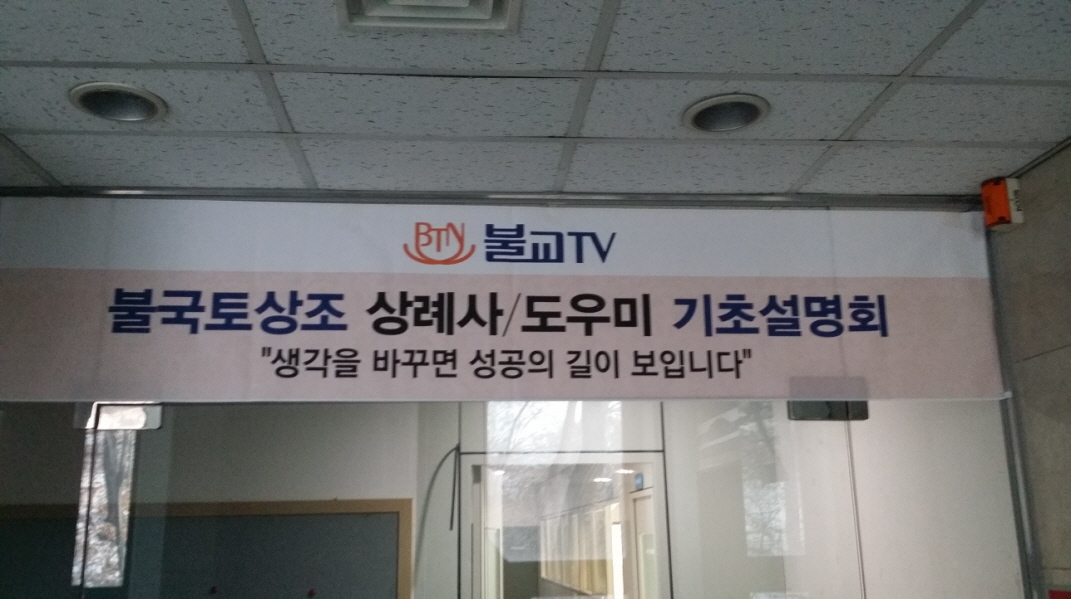 BTN 불교TV
불국토상조 상례사/도우미 기초설명회
"생각을 바꾸면 성공의 길이 보입니다"